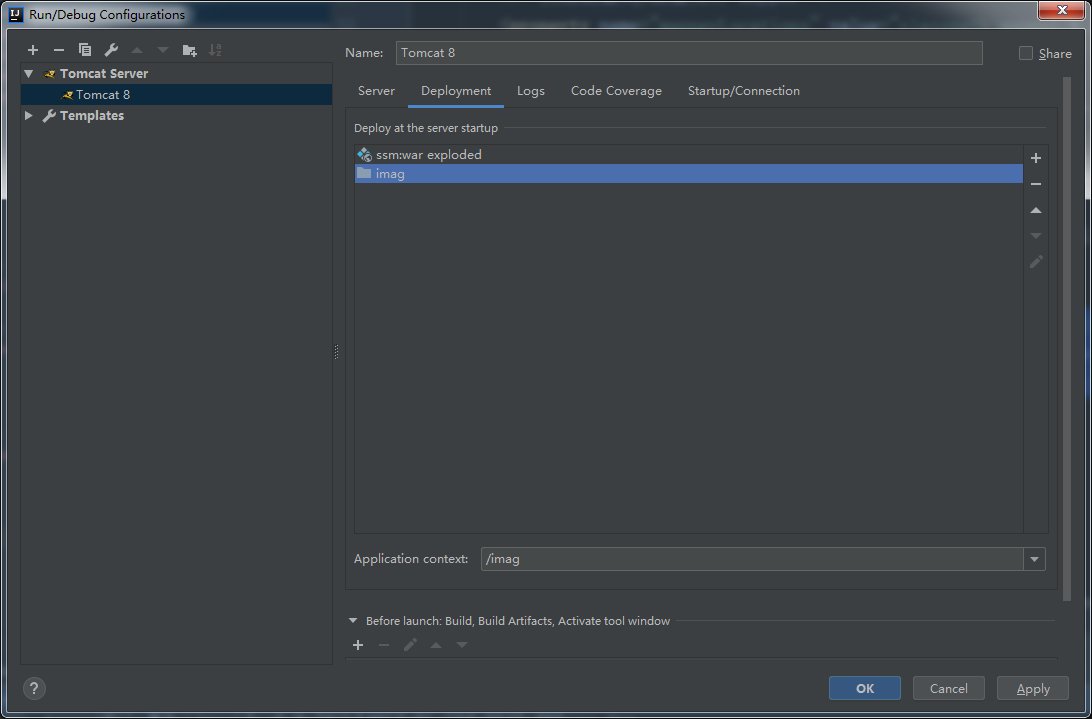 Run/Debug Configurations
Tomcat Server
Tomcat 8
Templates
Name: Tomcat 8
Share
Server Deployment Logs Code Coverage Startup/Connection
Deploy at the server startup
ssm:war exploded
imag
Application context: /imag
Before launch: Build, Build Artifacts, Activate tool window
? OK Cancel Apply